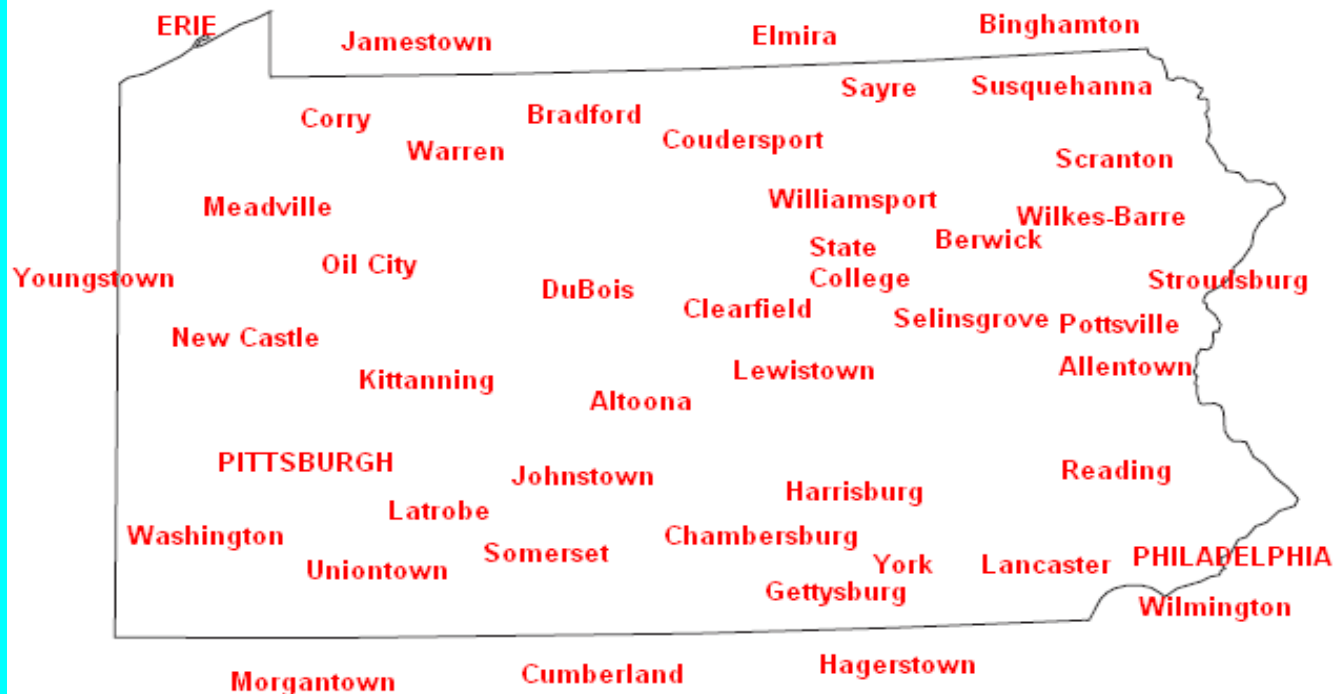 ERIE
Jamestown
Elmira
Binghamton
Sayre
Susquehanna
Corry
Bradford
Warren
Coudersport
Scranton
Meadville
Williamsport
Wilkes-Barre
State
College
Berwick
Oil City
Youngstown
DuBois
Stroudsburg
Clearfield
Selinsgrove
Pottsville
New Castle
Kittanning
Lewistown
Allentown
Altoona
PITTSBURGH
Johnstown
Harrisburg
Reading
Latrobe
Washington
Chambersburg
Somerset
Uniontown
York
Lancaster
PHILADELPHIA
Gettysburg
Wilmington
Hagerstown
Cumberland
Morgantown